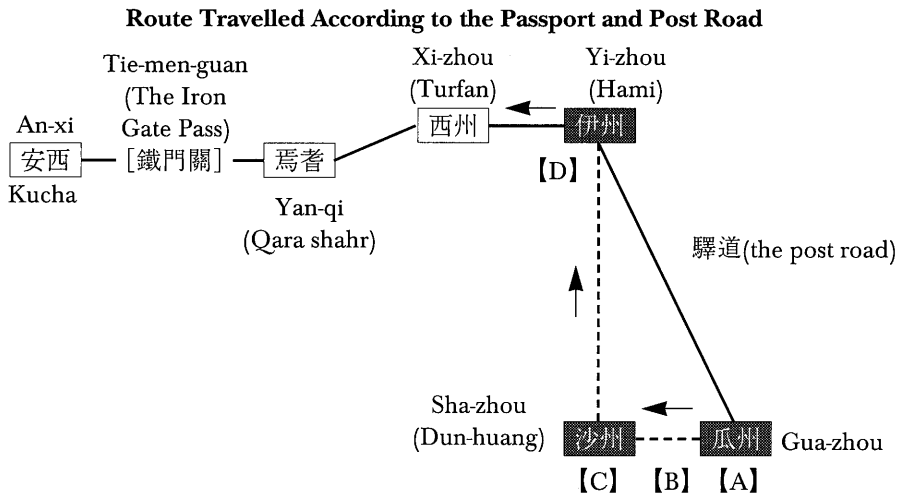 Route Travelled According to the Passport and Post Road
Tie-men-guan
(The Iron
Gate Pass)
Xi-zhou
(Turfan)
Yi-zhou
(Hami)
An-xi
安西
Kucha
[鐵門關]
焉耆
Yan-qi
(Qara shahr)
西州
伊州
【D】
驛道(the post road)
Sha-zhou
(Dun-huang)
沙州
瓜州
Gua-zhou
【C】
【B】
【A】